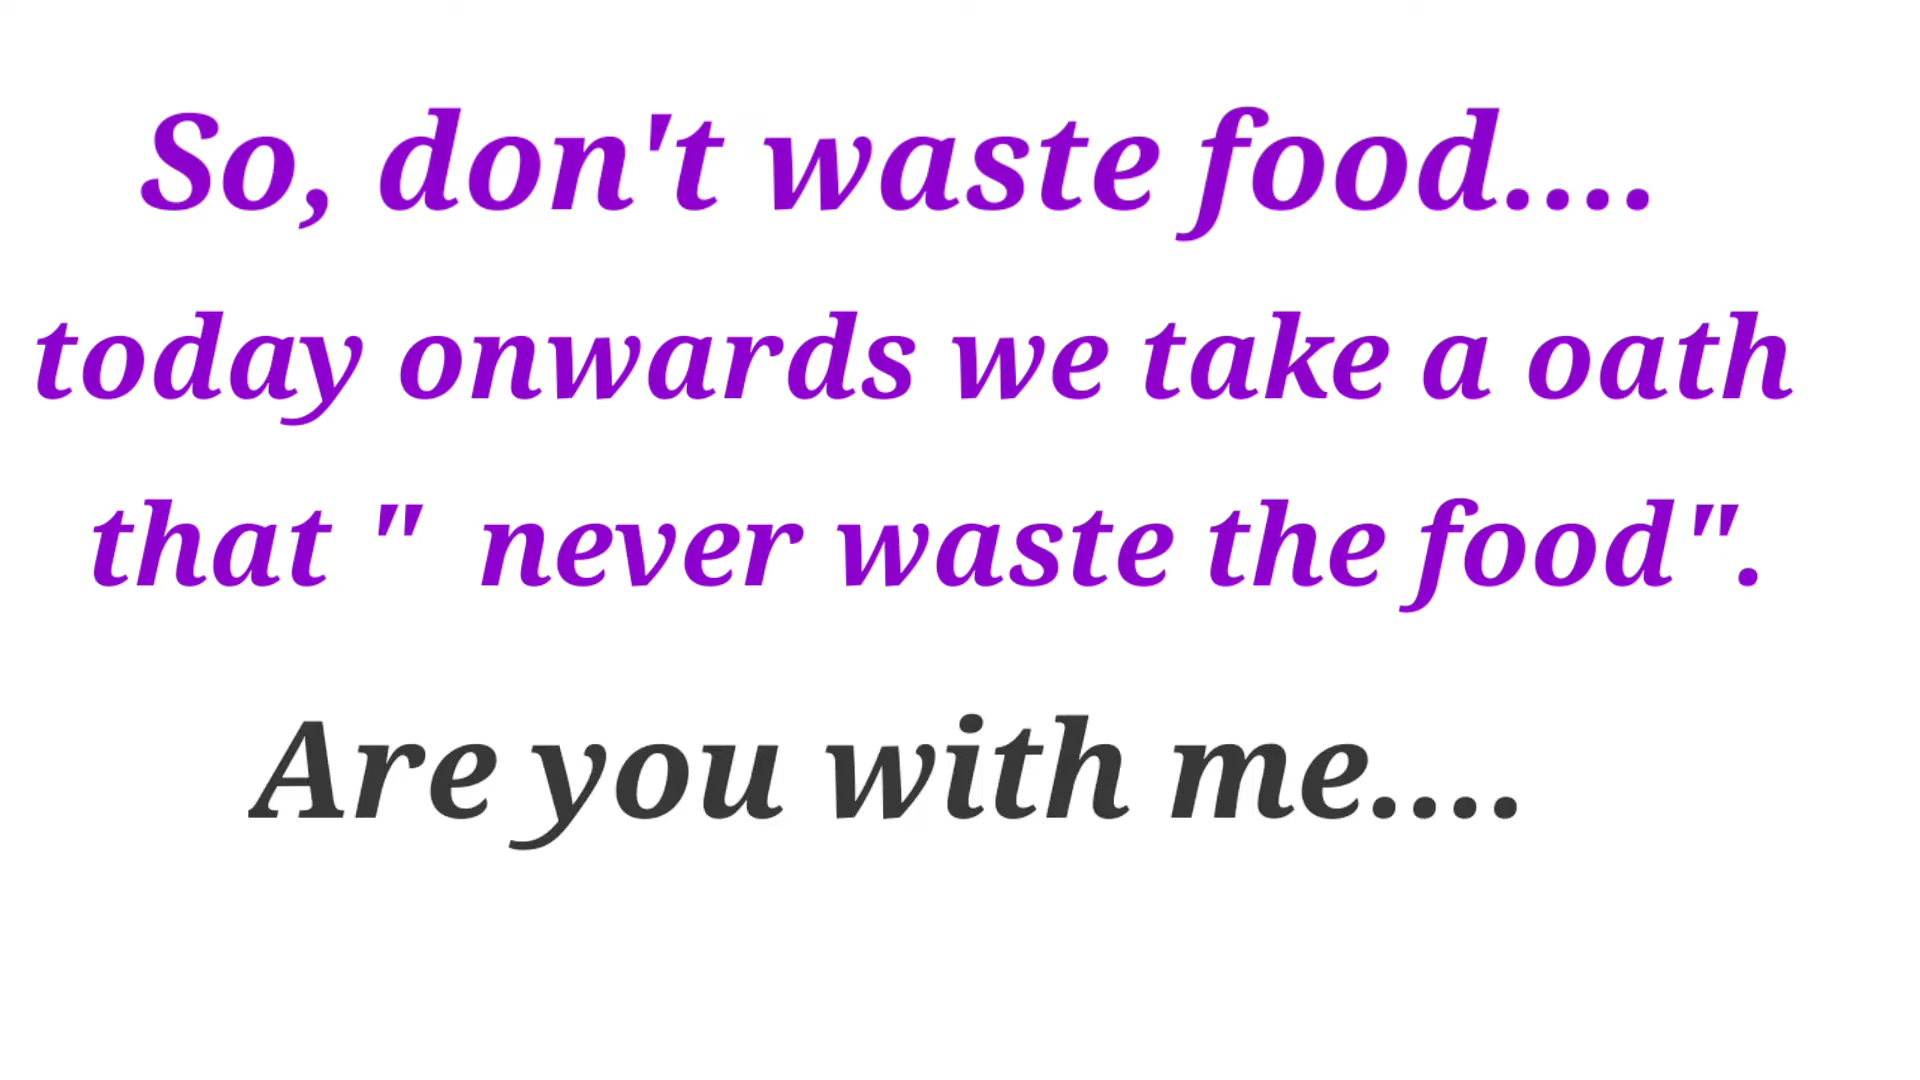 So, don't waste food....
today onwards we take a oath
that "  never waste the food".
Are you with me....